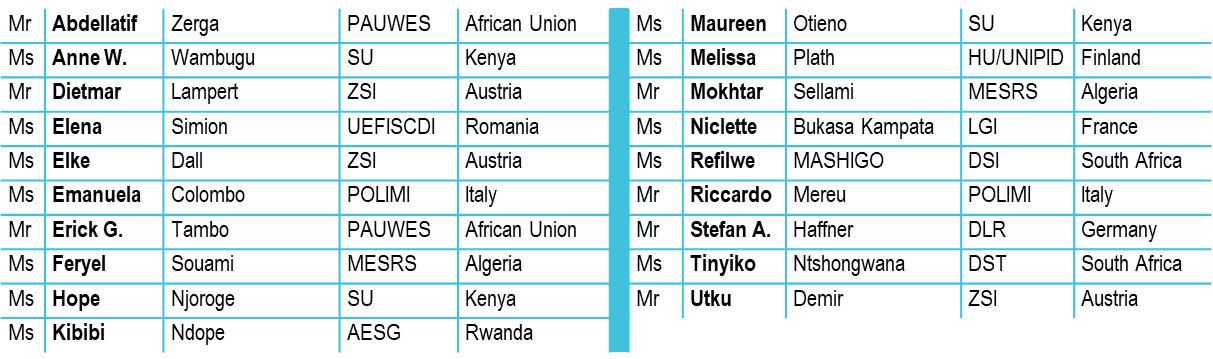 Mr Abdellatif Zerga PAUWES African Union
Ms Anne W. Wambugu SU Kenya
Mr Dietmar Lampert ZSI Austria
Ms Elena Simion UEFISCDI Romania
Ms Elke Dall ZSI Austria
Ms Emanuela Colombo POLIMI Italy
Mr Erick G. Tambo PAUWES African Union
Ms Feryel Souami MESRS Algeria
Ms Hope Njoroge SU Kenya
Ms Kibibi Ndope AESG Rwanda
Ms Maureen Otieno SU Kenya
Ms Melissa Plath HU/UNIPID Finland
Mr Mokhtar Sellami MESRS Algeria
Ms Niclette Bukasa Kampata LGI France
Ms Refilwe MASHIGO DSI South Africa
Mr Riccardo Mereu POLIMI Italy
Mr Stefan A. Haffner DLR Germany
Ms Tinyiko Ntshongwana DST South Africa
Mr Utku Demir ZSI Austria